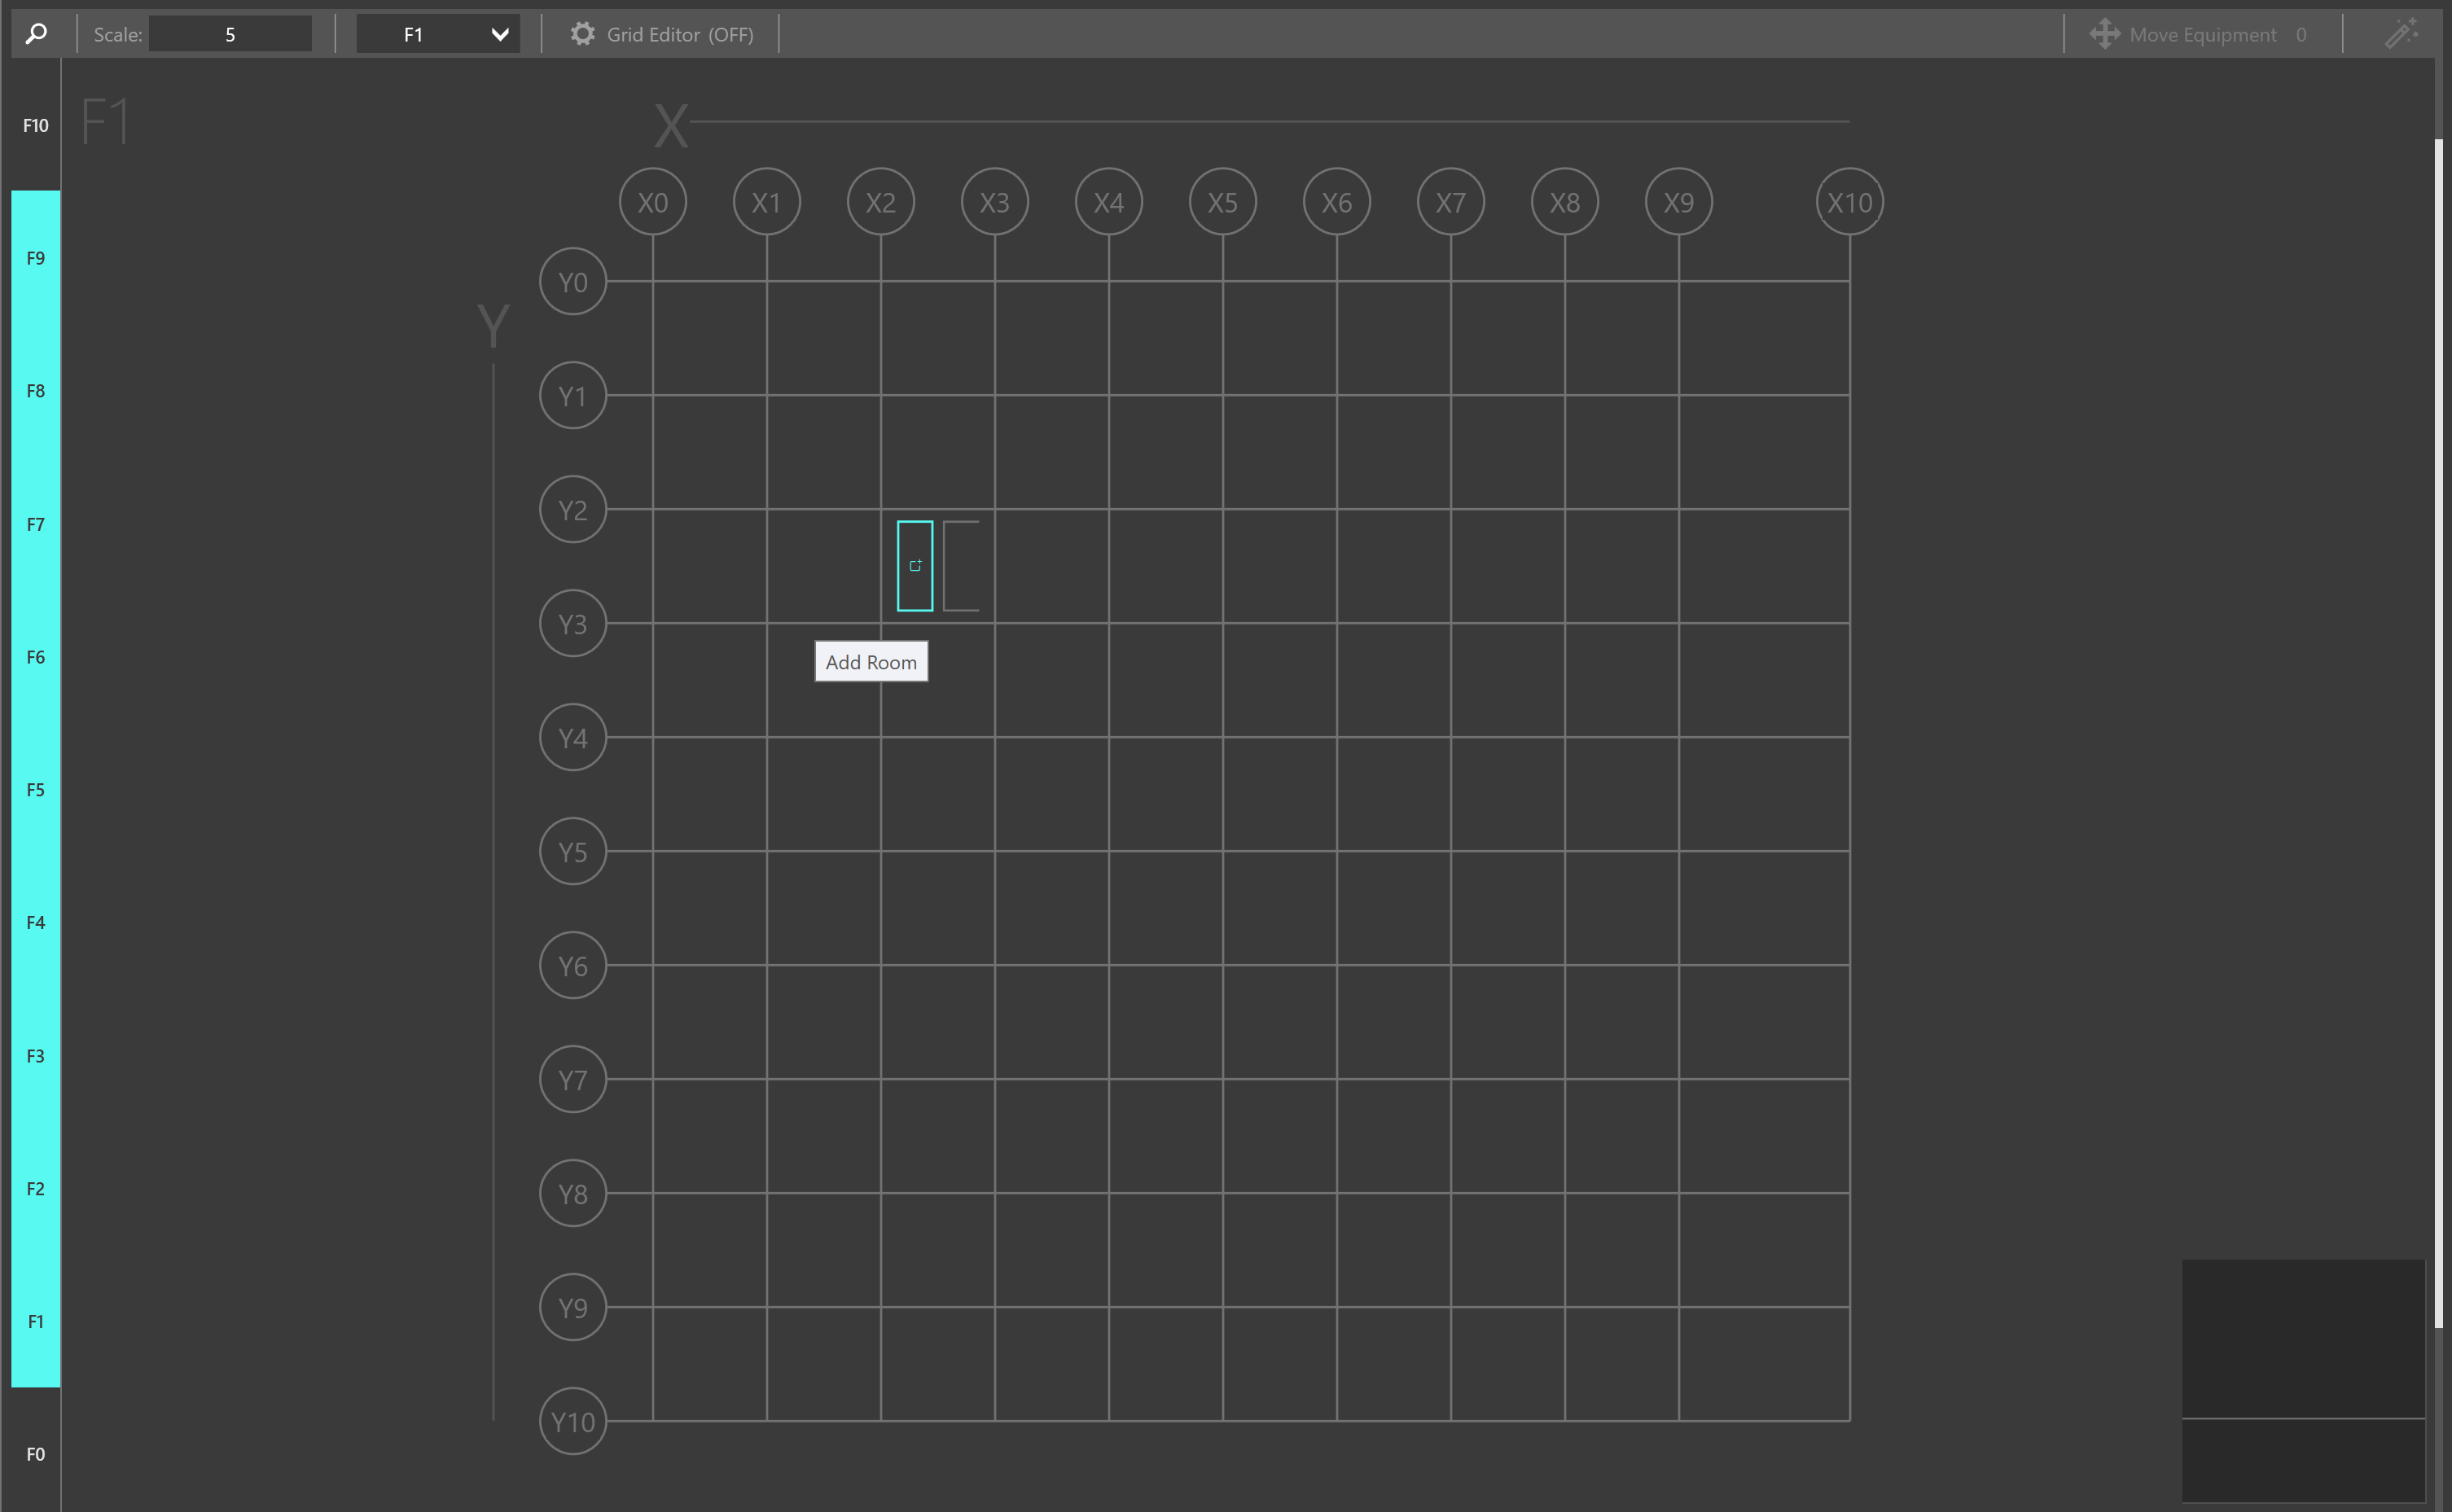 Scale: 5 F1 Grid Editor (OFF) Move Equipment 0
F10
F9
F8
F7
F6
F5
F4
F3
F2
F1
F0
F1
X
X0 X1 X2 X3 X4 X5 X6 X7 X8 X9 X10
Y
Y0
Y1
Y2
Y3
Add Room
Y4
Y5
Y6
Y7
Y8
Y9
Y10